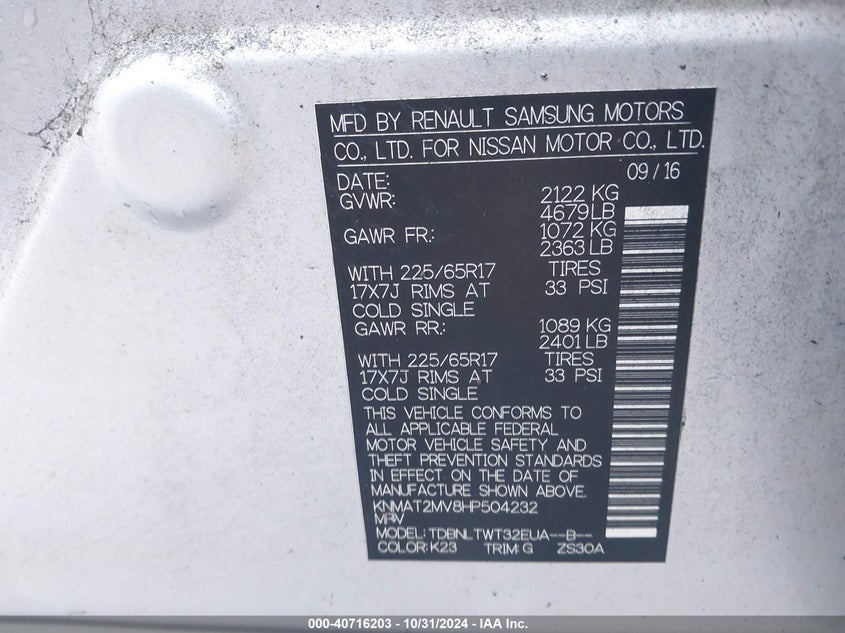 MFD BY RENAULT SAMSUNG MOTORS
CO., LTD. FOR NISSAN MOTOR CO., LTD.
DATE: 09 / 16
GVWR: 2122 KG
4679 LB
GAWR FR.: 1072 KG
2363 LB
WITH 225/65R17 TIRES
17X7J RIMS AT 33 PSI
COLD SINGLE
GAWR RR.: 1089 KG
2401 LB
WITH 225/65R17 TIRES
17X7J RIMS AT 33 PSI
COLD SINGLE
THIS VEHICLE CONFORMS TO
ALL APPLICABLE FEDERAL
MOTOR VEHICLE SAFETY AND
THEFT PREVENTION STANDARDS
IN EFFECT ON THE DATE OF
MANUFACTURE SHOWN ABOVE.
KNMAT2MV8HP504232
MPV
MODEL: TDBNLTWT32EUA--B--
COLOR: K23 TRIM: G ZS30A
000-40716203 - 10/31/2024 - IAA Inc.